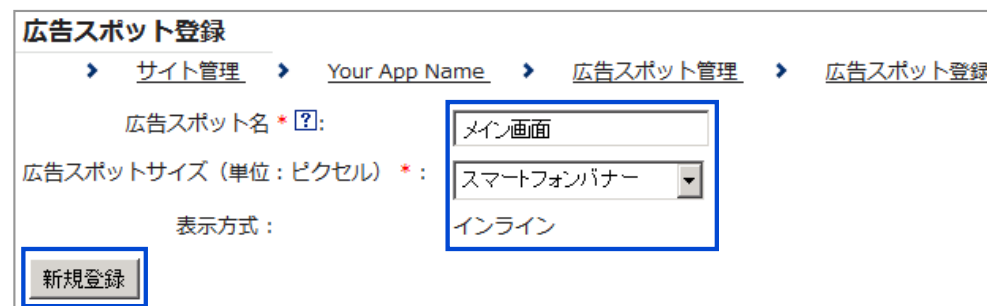 広告スポット登録
› サイト管理 › Your App Name › 広告スポット管理 › 広告スポット登録
広告スポット名 * ?: メイン画面
広告スポットサイズ（単位：ピクセル） *： スマートフォンバナー
表示方式： インライン
新規登録